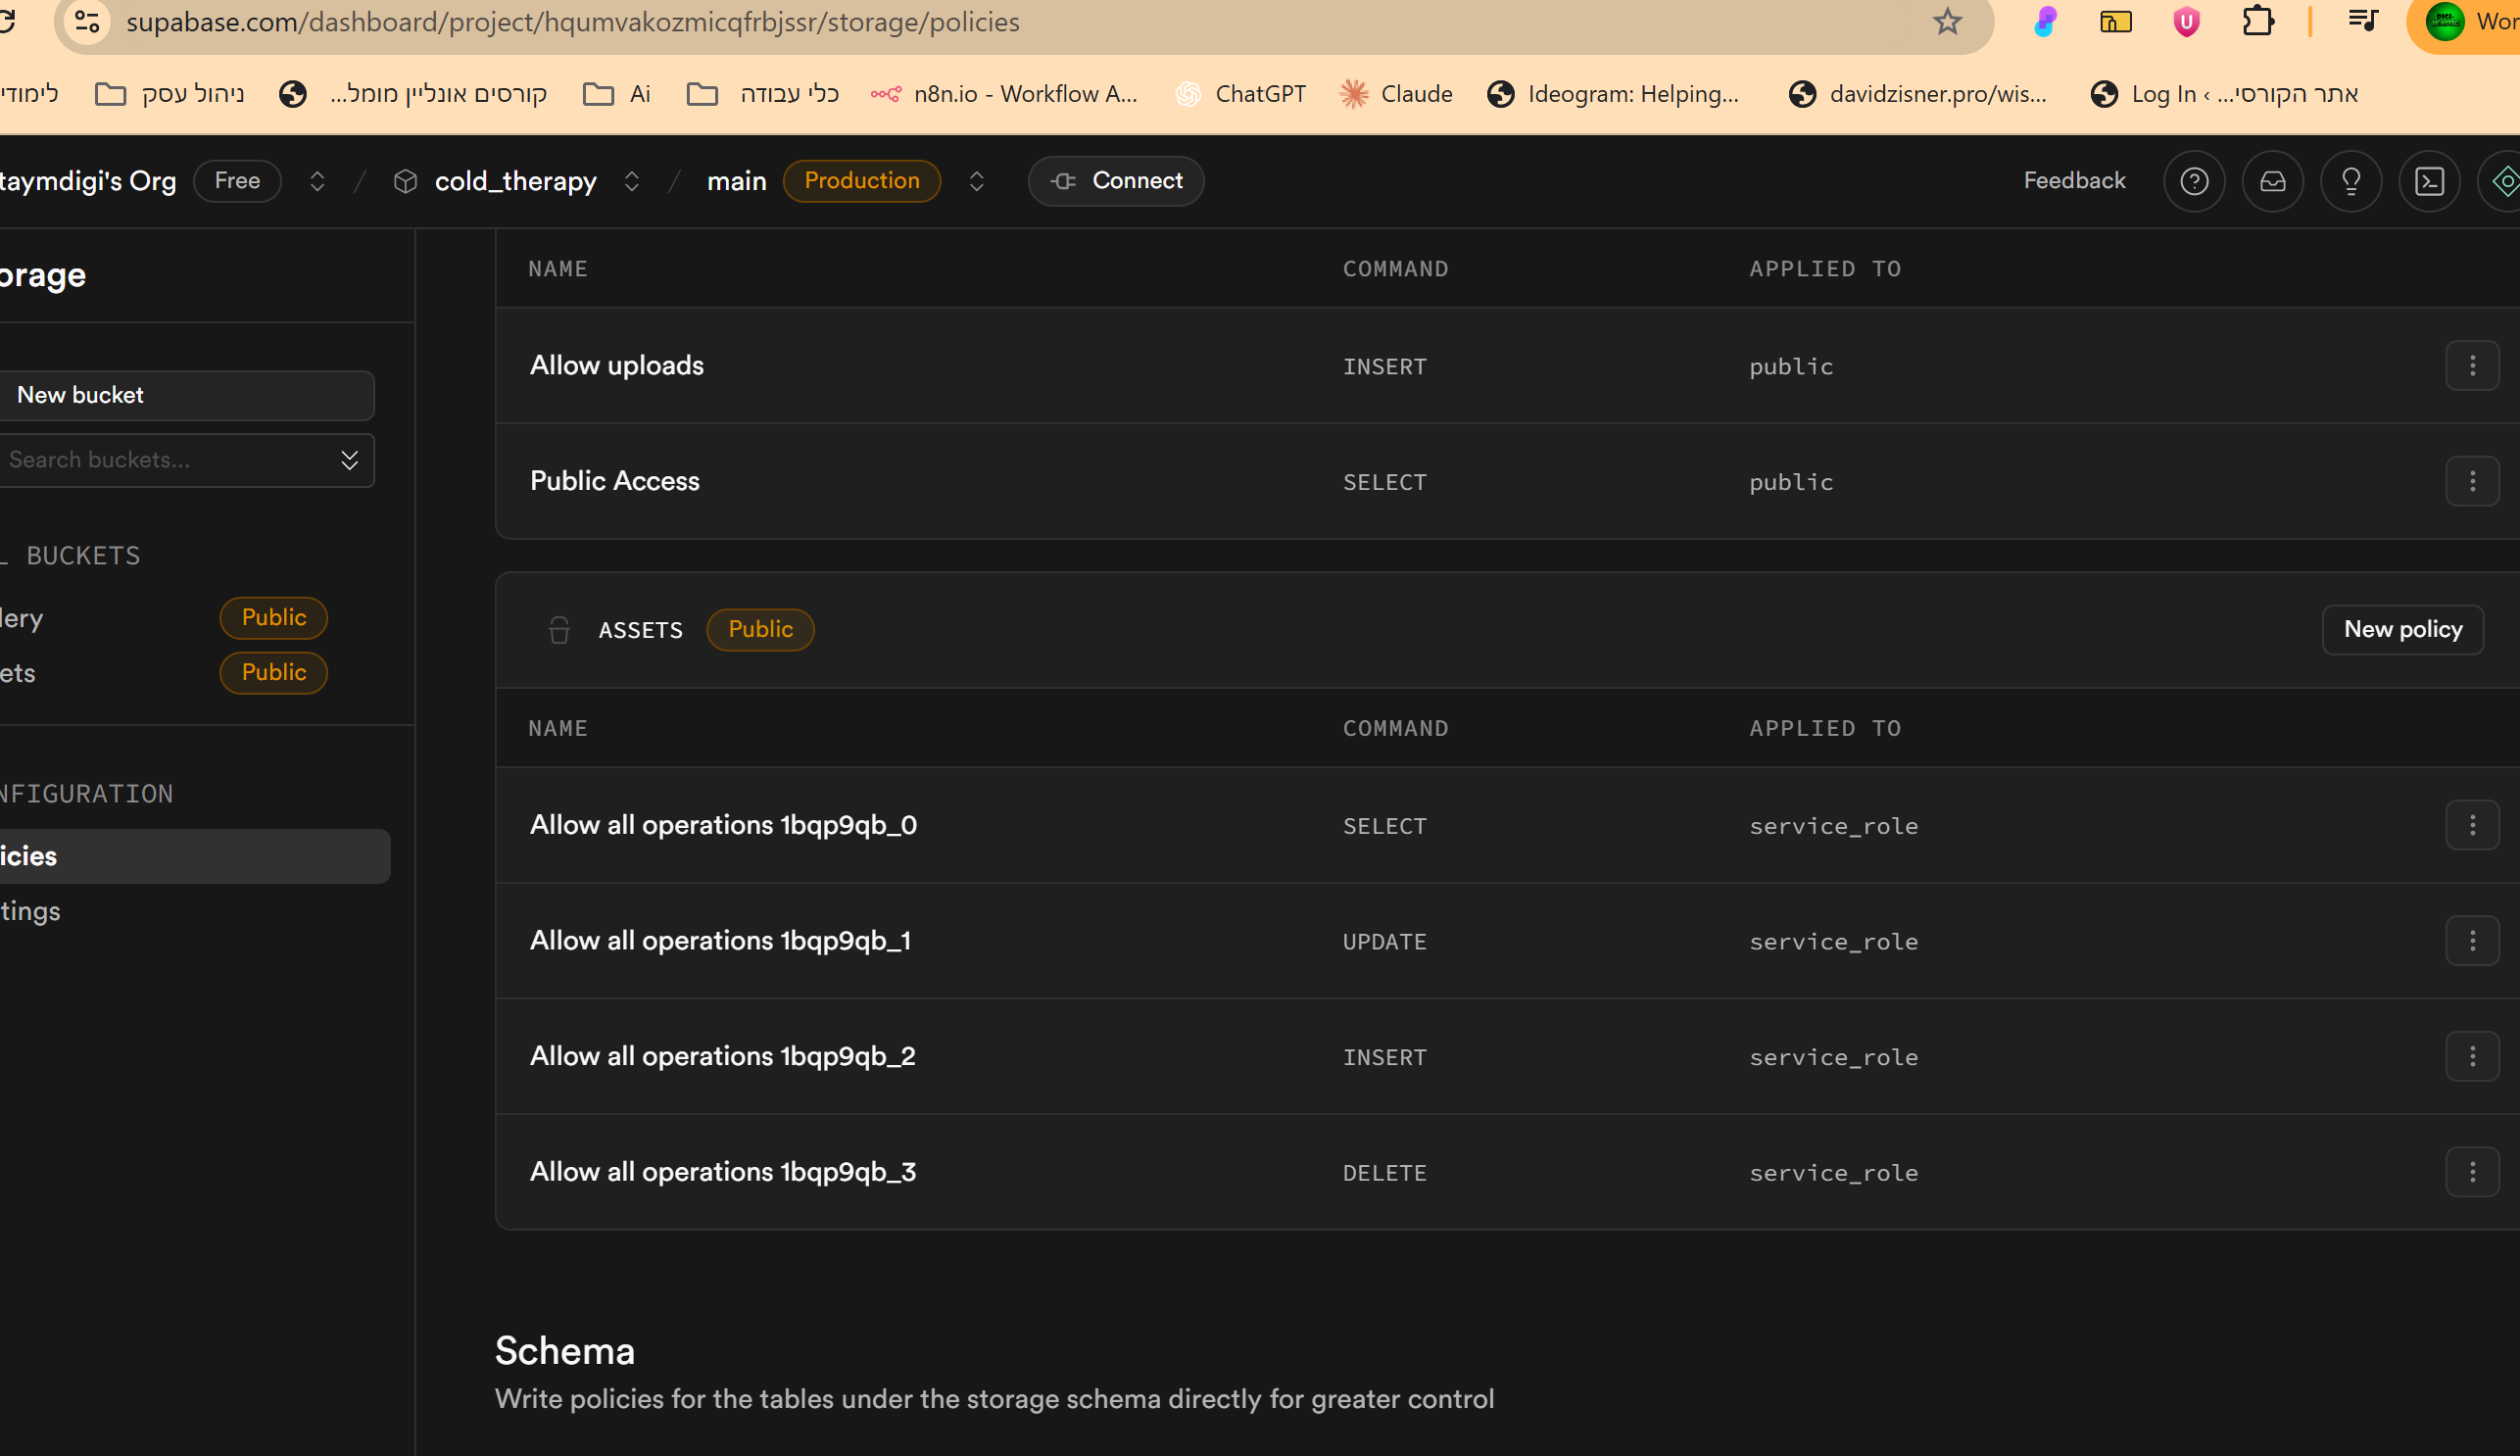 supabase.com/dashboard/project/hqumvakozmicqfrbjssr/storage/policies
ניהול עסק
קורסים אונליין מומל...
Ai
כלי עבודה
n8n.io - Workflow A...
ChatGPT
Claude
Ideogram: Helping...
davidzisner.pro/wis...
Log In ‹ ...אתר הקורסי
taymdigi's Org
Free
/
cold_therapy
/
main
Production
Connect
Feedback
orage
New bucket
Search buckets...
BUCKETS
lery
Public
ets
Public
NFIGURATION
icies
tings
NAME COMMAND APPLIED TO
Allow uploads INSERT public
Public Access SELECT public
ASSETS Public New policy
NAME COMMAND APPLIED TO
Allow all operations 1bqp9qb_0 SELECT service_role
Allow all operations 1bqp9qb_1 UPDATE service_role
Allow all operations 1bqp9qb_2 INSERT service_role
Allow all operations 1bqp9qb_3 DELETE service_role
Schema
Write policies for the tables under the storage schema directly for greater control